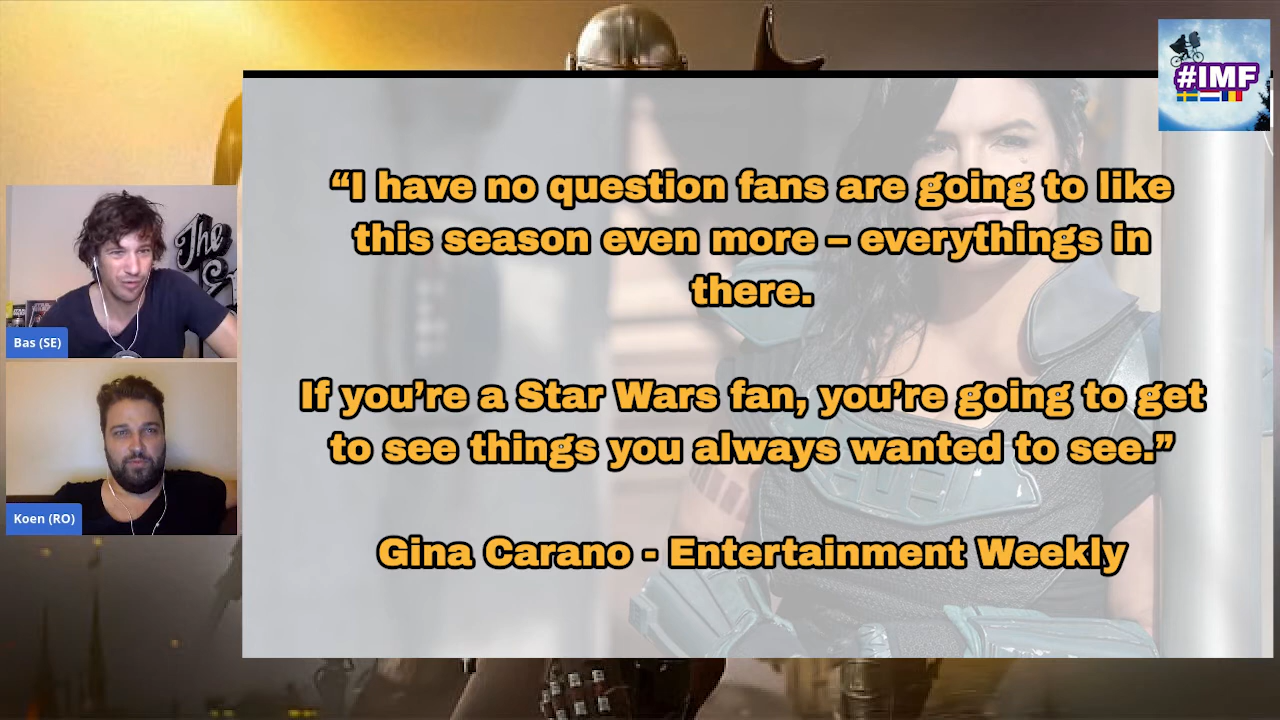 #IMF
“I have no question fans are going to like
this season even more – everythings in
there.
If you’re a Star Wars fan, you’re going to get
to see things you always wanted to see.”
Gina Carano - Entertainment Weekly
The
Bas (SE)
Koen (RO)